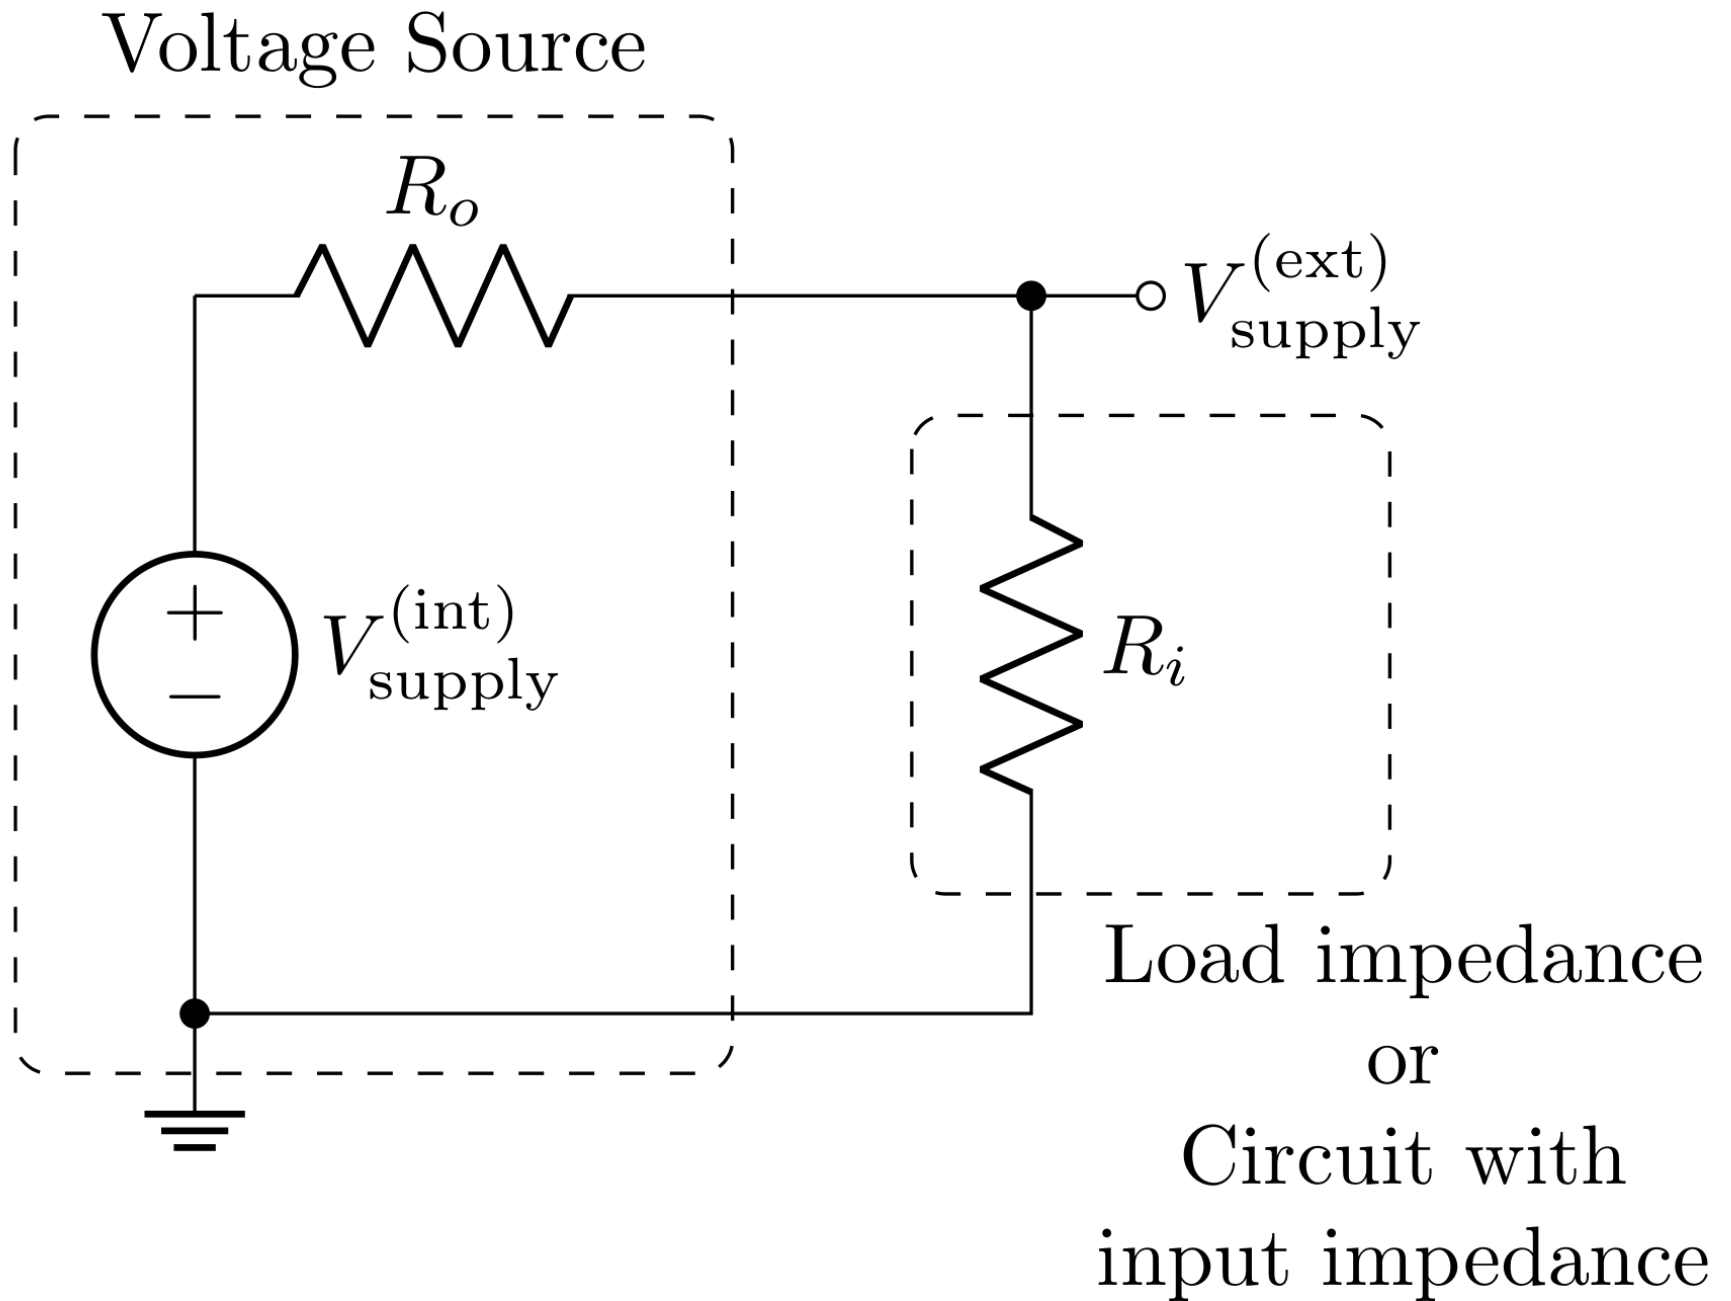 Voltage Source
R_o
V_supply^(ext)
+
−
V_supply^(int)
R_i
Load impedance
or
Circuit with
input impedance